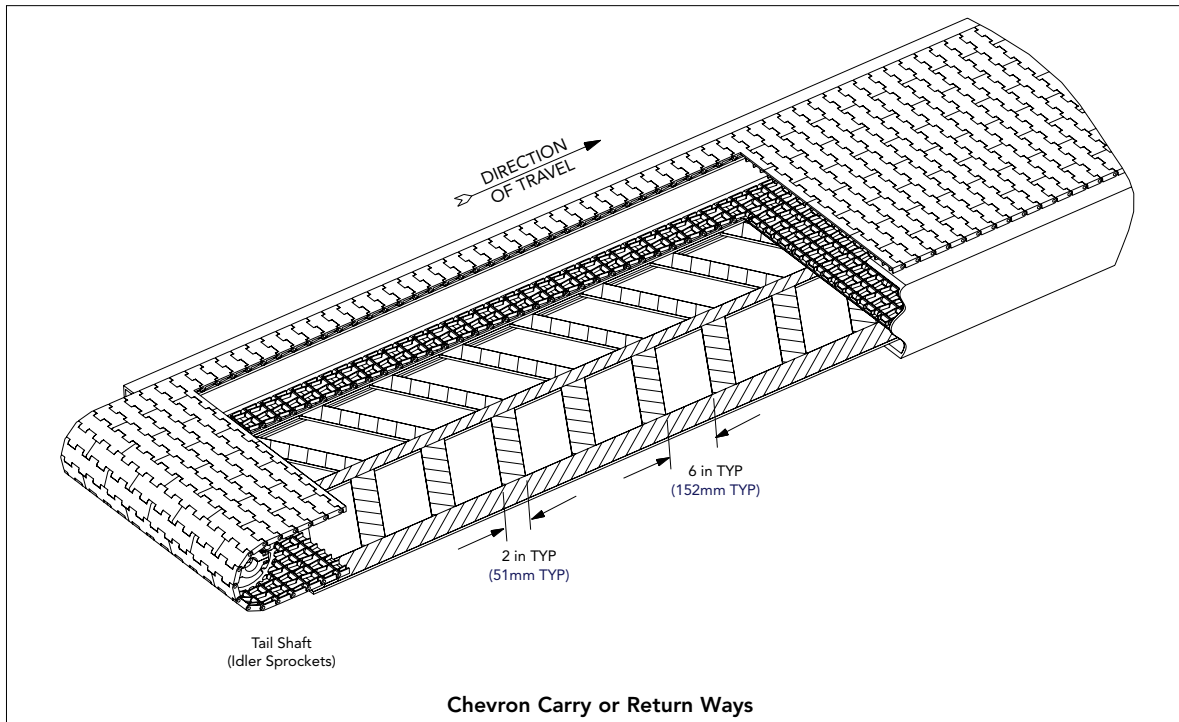 DIRECTION
OF TRAVEL
6 in TYP
(152mm TYP)
2 in TYP
(51mm TYP)
Tail Shaft
(Idler Sprockets)
Chevron Carry or Return Ways